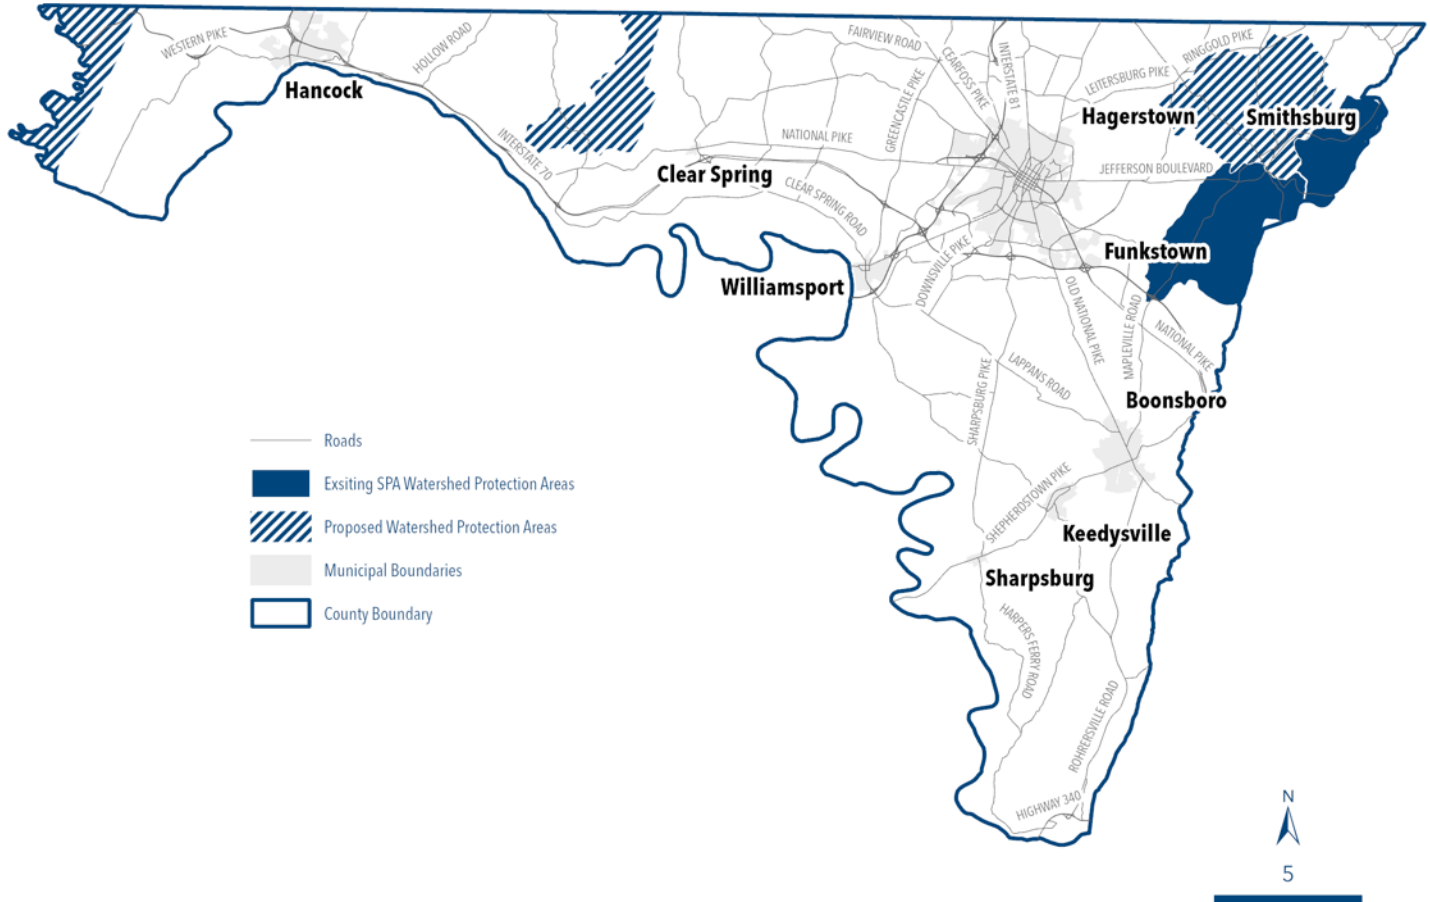 WESTERN PIKE
HOLLOW ROAD
Hancock
INTERSTATE 70
FAIRVIEW ROAD
CEARFOSS PIKE
INTERSTATE 81
GREENCASTLE PIKE
NATIONAL PIKE
LEITERSBURG PIKE
RINGGOLD PIKE
Hagerstown
Smithsburg
JEFFERSON BOULEVARD
Clear Spring
CLEAR SPRING ROAD
Williamsport
DOWNSVILLE PIKE
Funkstown
OLD NATIONAL PIKE
MAPLEVILLE ROAD
NATIONAL PIKE
LAPPANS ROAD
SHARPSBURG PIKE
Boonsboro
SHEPHERDSTOWN PIKE
Keedysville
Sharpsburg
HARPERS FERRY ROAD
ROHRERSVILLE ROAD
HIGHWAY 340
Roads
Exsiting SPA Watershed Protection Areas
Proposed Watershed Protection Areas
Municipal Boundaries
County Boundary
N
5